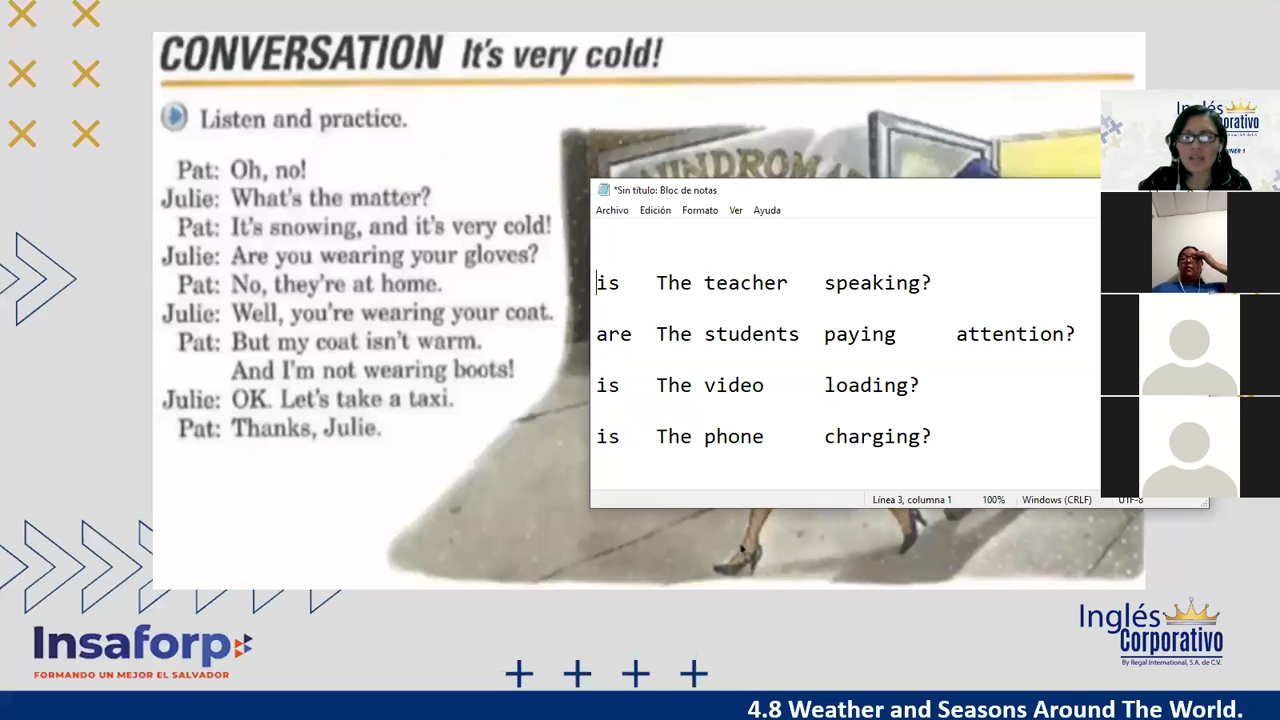 CONVERSATION It's very cold!
Listen and practice.
Pat: Oh, no!
Julie: What's the matter?
Pat: It's snowing, and it's very cold!
Julie: Are you wearing your gloves?
Pat: No, they're at home.
Julie: Well, you're wearing your coat.
Pat: But my coat isn't warm.
And I'm not wearing boots!
Julie: OK. Let's take a taxi.
Pat: Thanks, Julie.
*Sin título: Bloc de notas
Archivo Edición Formato Ver Ayuda
is The teacher speaking?
are The students paying attention?
is The video loading?
is The phone charging?
Línea 3, columna 1 100% Windows (CRLF) UTF-8
Inglés
Insaforp
FORMANDO UN MEJOR EL SALVADOR
Inglés
Corporativo
By Regal International, S.A. de C.V.
4.8 Weather and Seasons Around The World.